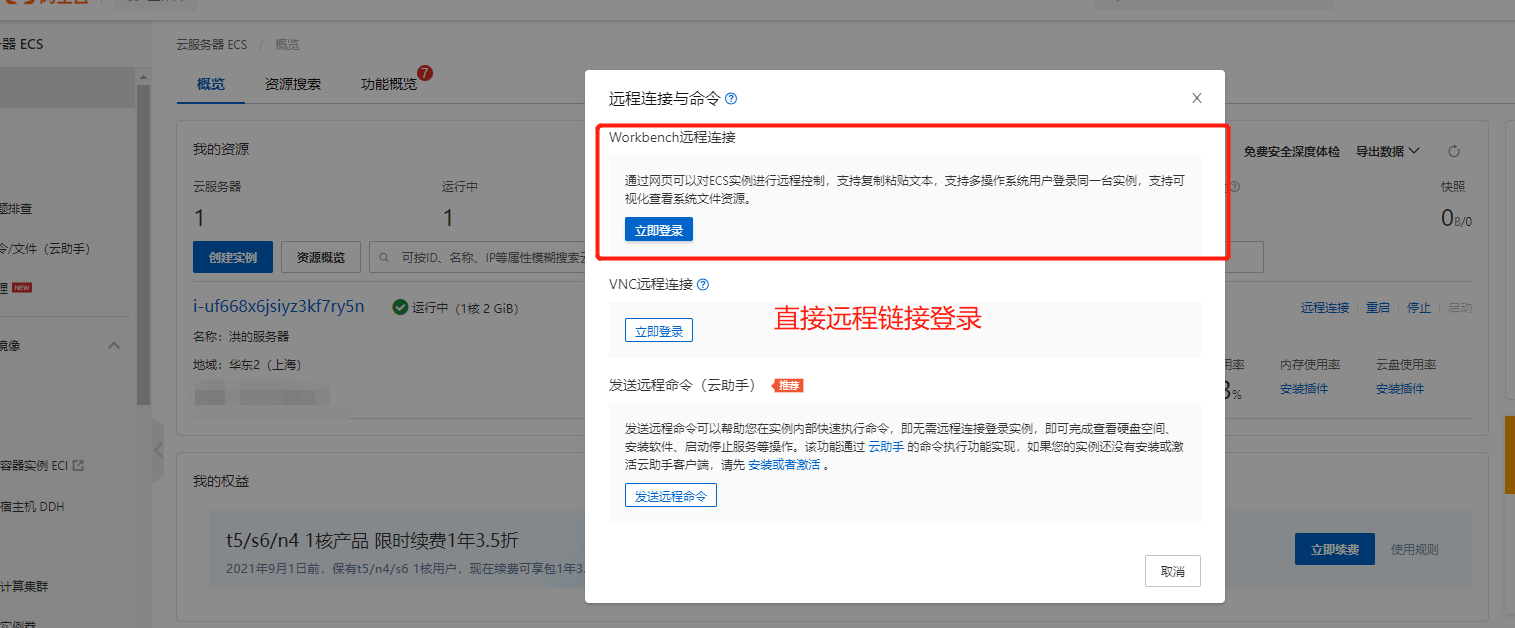 器 ECS
云服务器 ECS / 概览
概览 资源搜索 功能概览 7
远程连接与命令 ? X
Workbench远程连接
我的资源
免费安全深度体检 导出数据
通过网页可以对ECS实例进行远程控制，支持复制粘贴文本，支持多操作系统用户登录同一台实例，支持可
视化查看系统文件资源。
云服务器 运行中 快照
1 1 0B/0
立即登录
题排查
令/文件（云助手）
创建实例 资源概览 可按ID、名称、IP等属性模糊搜索
理 NEW
VNC远程连接 ?
i-uf668x6jsiyz3kf7ry5n 运行中（1核 2 GiB） 远程连接 重启 停止 启动
立即登录
直接远程链接登录
名称：洪的服务器
镜像
地域：华东2（上海）
用率 内存使用率 云盘使用率
% 安装插件 安装插件
发送远程命令（云助手） 推荐
发送远程命令可以帮助您在实例内部快速执行命令，即无需远程连接登录实例，即可完成查看硬盘空间、
安装软件、启动停止服务等操作。该功能通过 云助手 的命令执行功能实现，如果您的实例还没有安装或激
活云助手客户端，请先 安装或者激活 。
发送远程命令
容器实例 ECI
宿主机 DDH
计算集群
我的权益
t5/s6/n4 1核产品 限时续费1年3.5折
2021年9月1日前，保有t5/n4/s6 1核用户，现在续费可享包1年3.
立即续费 使用规则
取消